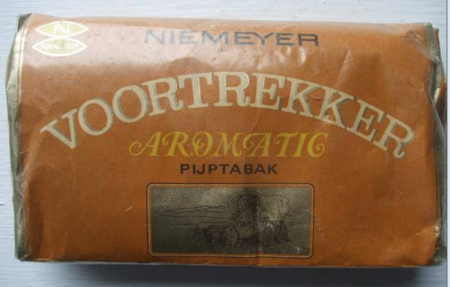 NIEMEYER
N
VOORTREKKER
AROMATIC
PIJPTABAK